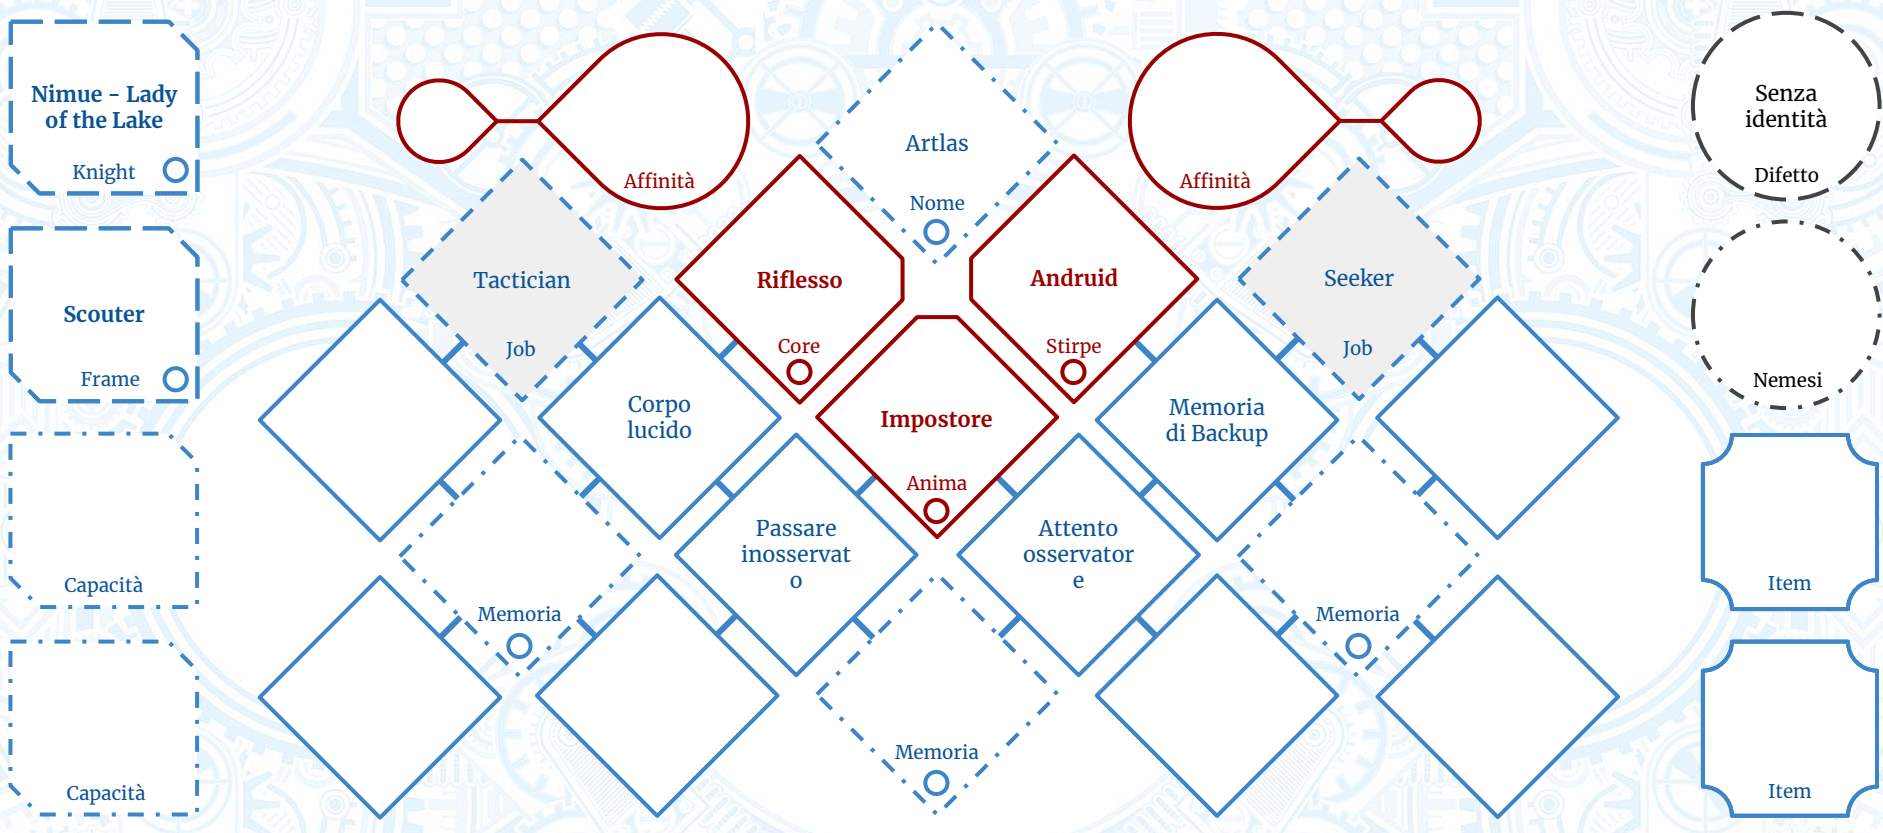 Nimue - Lady
of the Lake
Knight
Affinità
Artlas
Nome
Affinità
Senza
identità
Difetto
Scouter
Frame
Tactician
Job
Riflesso
Core
Andruid
Stirpe
Seeker
Job
Nemesi
Corpo
lucido
Impostore
Anima
Memoria
di Backup
Capacità
Memoria
Passare
inosservat
o
Attento
osservator
e
Memoria
Item
Capacità
Memoria
Item